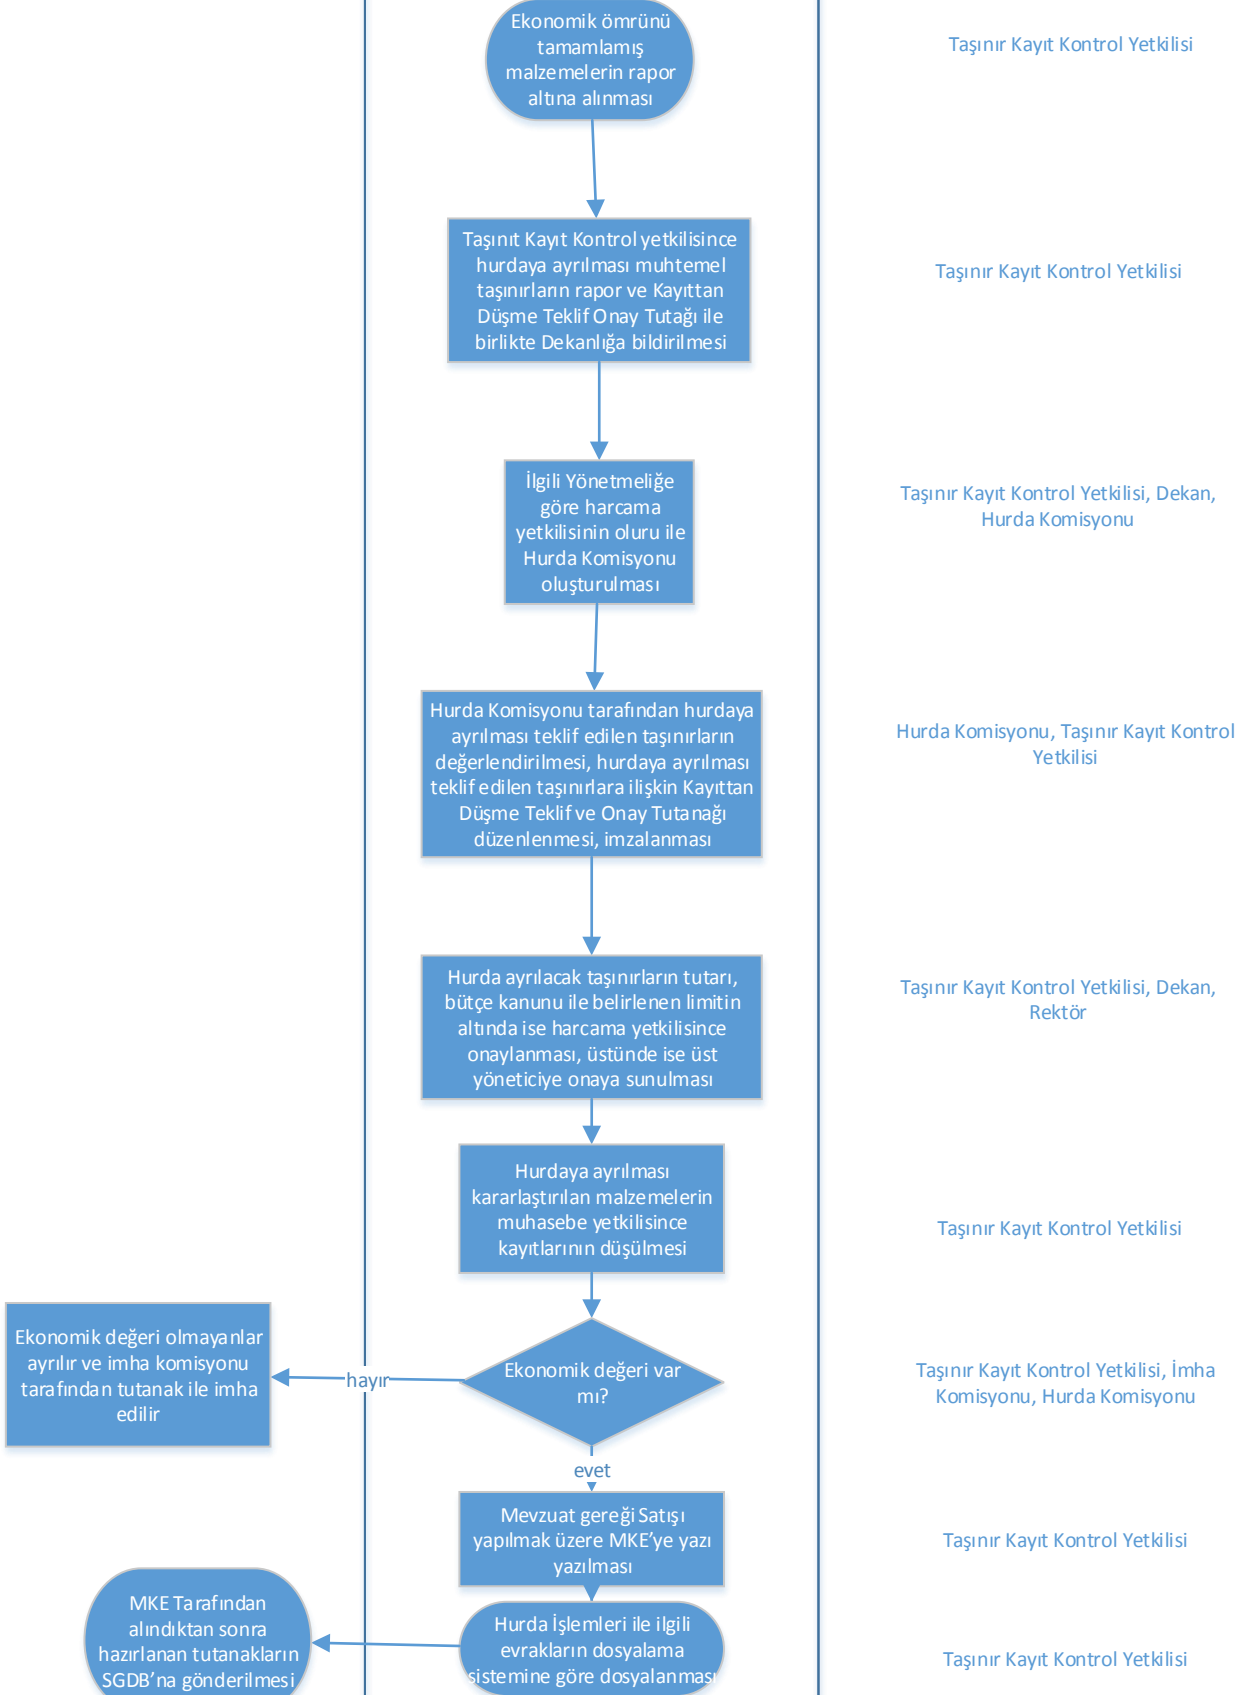 Ekonomik ömrünü
tamamlamış
malzemelerin rapor
altına alınması
Taşınır Kayıt Kontrol Yetkilisi
Taşınıt Kayıt Kontrol yetkilisince
hurdaya ayrılması muhtemel
taşınırların rapor ve Kayıttan
Düşme Teklif Onay Tutağı ile
birlikte Dekanlığa bildirilmesi
Taşınır Kayıt Kontrol Yetkilisi
İlgili Yönetmeliğe
göre harcama
yetkilisinin oluru ile
Hurda Komisyonu
oluşturulması
Taşınır Kayıt Kontrol Yetkilisi, Dekan,
Hurda Komisyonu
Hurda Komisyonu tarafından hurdaya
ayrılması teklif edilen taşınırların
değerlendirilmesi, hurdaya ayrılması
teklif edilen taşınırlara ilişkin Kayıttan
Düşme Teklif ve Onay Tutanağı
düzenlenmesi, imzalanması
Hurda Komisyonu, Taşınır Kayıt Kontrol
Yetkilisi
Hurda ayrılacak taşınırların tutarı,
bütçe kanunu ile belirlenen limitin
altında ise harcama yetkilisince
onaylanması, üstünde ise üst
yöneticiye onaya sunulması
Taşınır Kayıt Kontrol Yetkilisi, Dekan,
Rektör
Hurdaya ayrılması
kararlaştırılan malzemelerin
muhasebe yetkilisince
kayıtlarının düşülmesi
Taşınır Kayıt Kontrol Yetkilisi
Ekonomik değeri var
mı?
hayır
Ekonomik değeri olmayanlar
ayrılır ve imha komisyonu
tarafından tutanak ile imha
edilir
Taşınır Kayıt Kontrol Yetkilisi, İmha
Komisyonu, Hurda Komisyonu
evet
Mevzuat gereği Satışı
yapılmak üzere MKE’ye yazı
yazılması
Taşınır Kayıt Kontrol Yetkilisi
Hurda İşlemleri ile ilgili
evrakların dosyalama
sistemine göre dosyalanması
Taşınır Kayıt Kontrol Yetkilisi
MKE Tarafından
alındıktan sonra
hazırlanan tutanakların
SGDB’na gönderilmesi